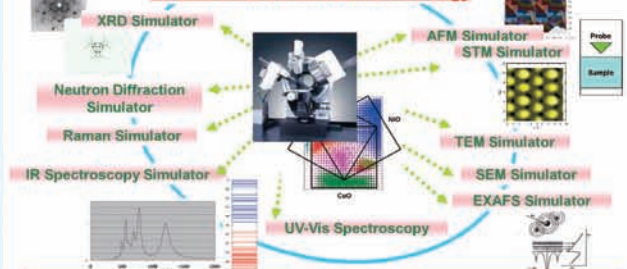 XRD Simulator
AFM Simulator
STM Simulator
Probe
Sample
Neutron Diffraction
Simulator
Raman Simulator
NiO
TEM Simulator
IR Spectroscopy Simulator
SEM Simulator
CuO
EXAFS Simulator
UV-Vis Spectroscopy